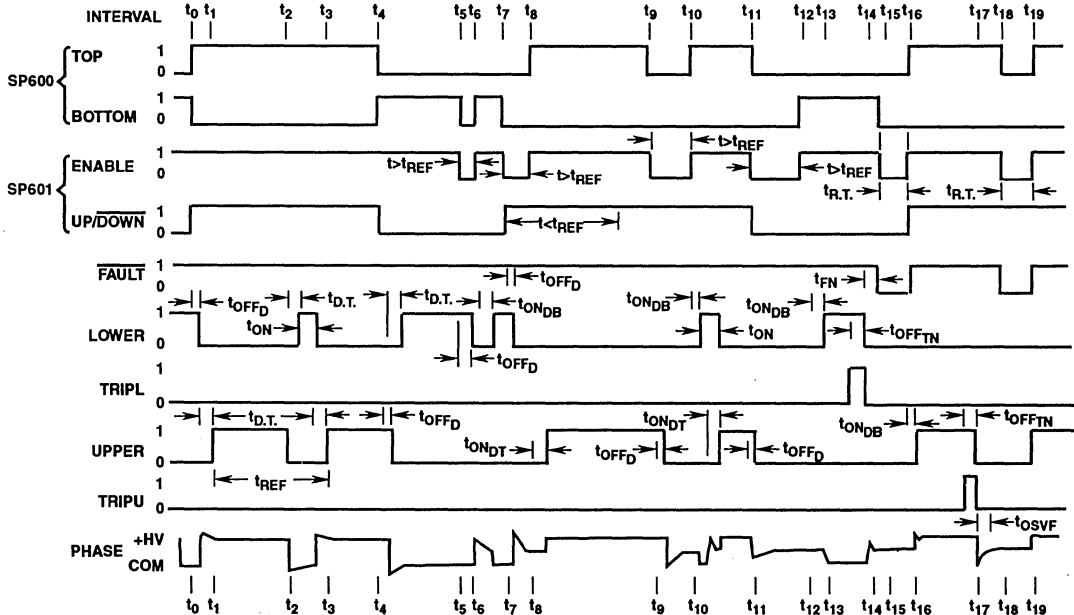 INTERVAL t0 t1 t2 t3 t4 t5 t6 t7 t8 t9 t10 t11 t12 t13 t14 t15 t16 t17 t18 t19
SP600
TOP 1 0
BOTTOM 1 0
SP601
ENABLE 1 0 t>tREF t>tREF t>tREF t>tREF tR.T. tR.T.
UP/DOWN 1 0 t<tREF
FAULT 1 0 tOFFD tFN
LOWER 1 0 tOFFD tON tD.T. tD.T. tOFFD tONDB tONDB tON tONDB tOFFTN
TRIPL 1 0
UPPER 1 0 tD.T. tREF tOFFD tONDT tOFFD tONDT tOFFD tONDB tOFFTN
TRIPU 1 0 tOSVF
PHASE +HV COM
t0 t1 t2 t3 t4 t5 t6 t7 t8 t9 t10 t11 t12 t13 t14 t15 t16 t17 t18 t19